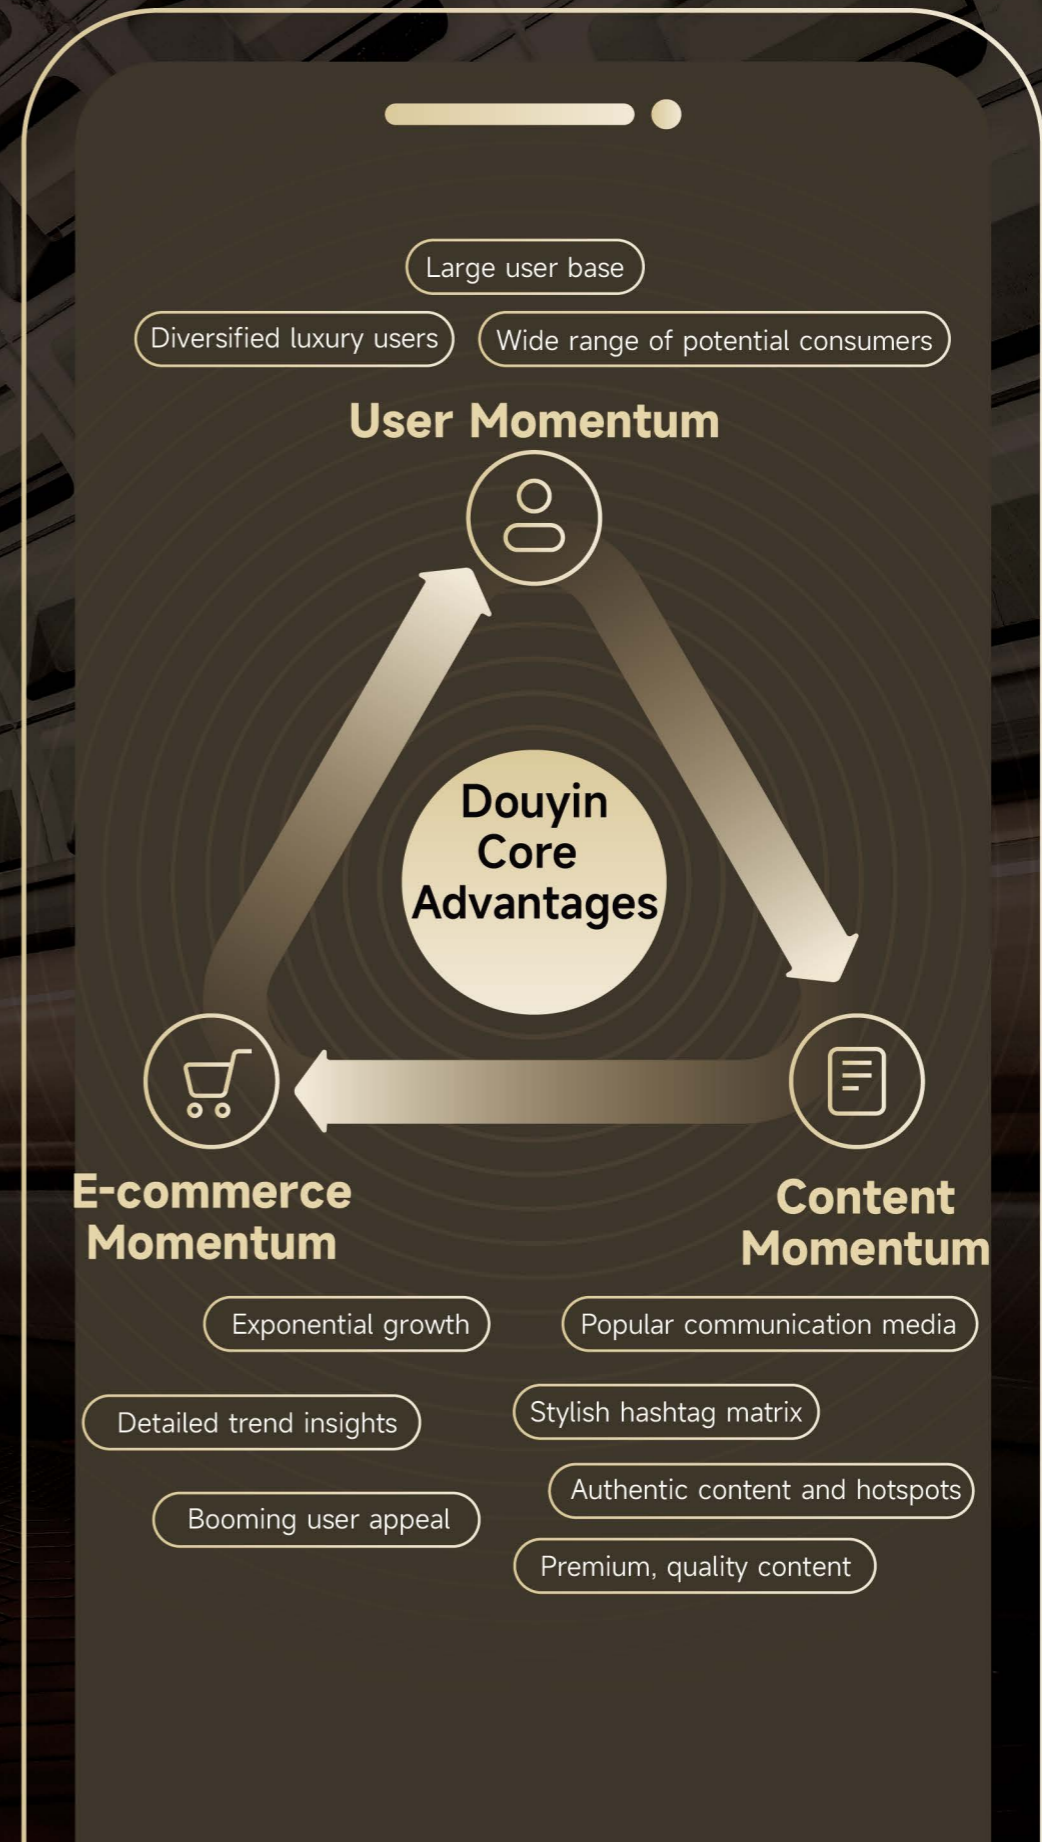 Large user base
Diversified luxury users
Wide range of potential consumers
User Momentum
Douyin
Core
Advantages
E-commerce
Momentum
Content
Momentum
Exponential growth
Popular communication media
Detailed trend insights
Stylish hashtag matrix
Booming user appeal
Authentic content and hotspots
Premium, quality content